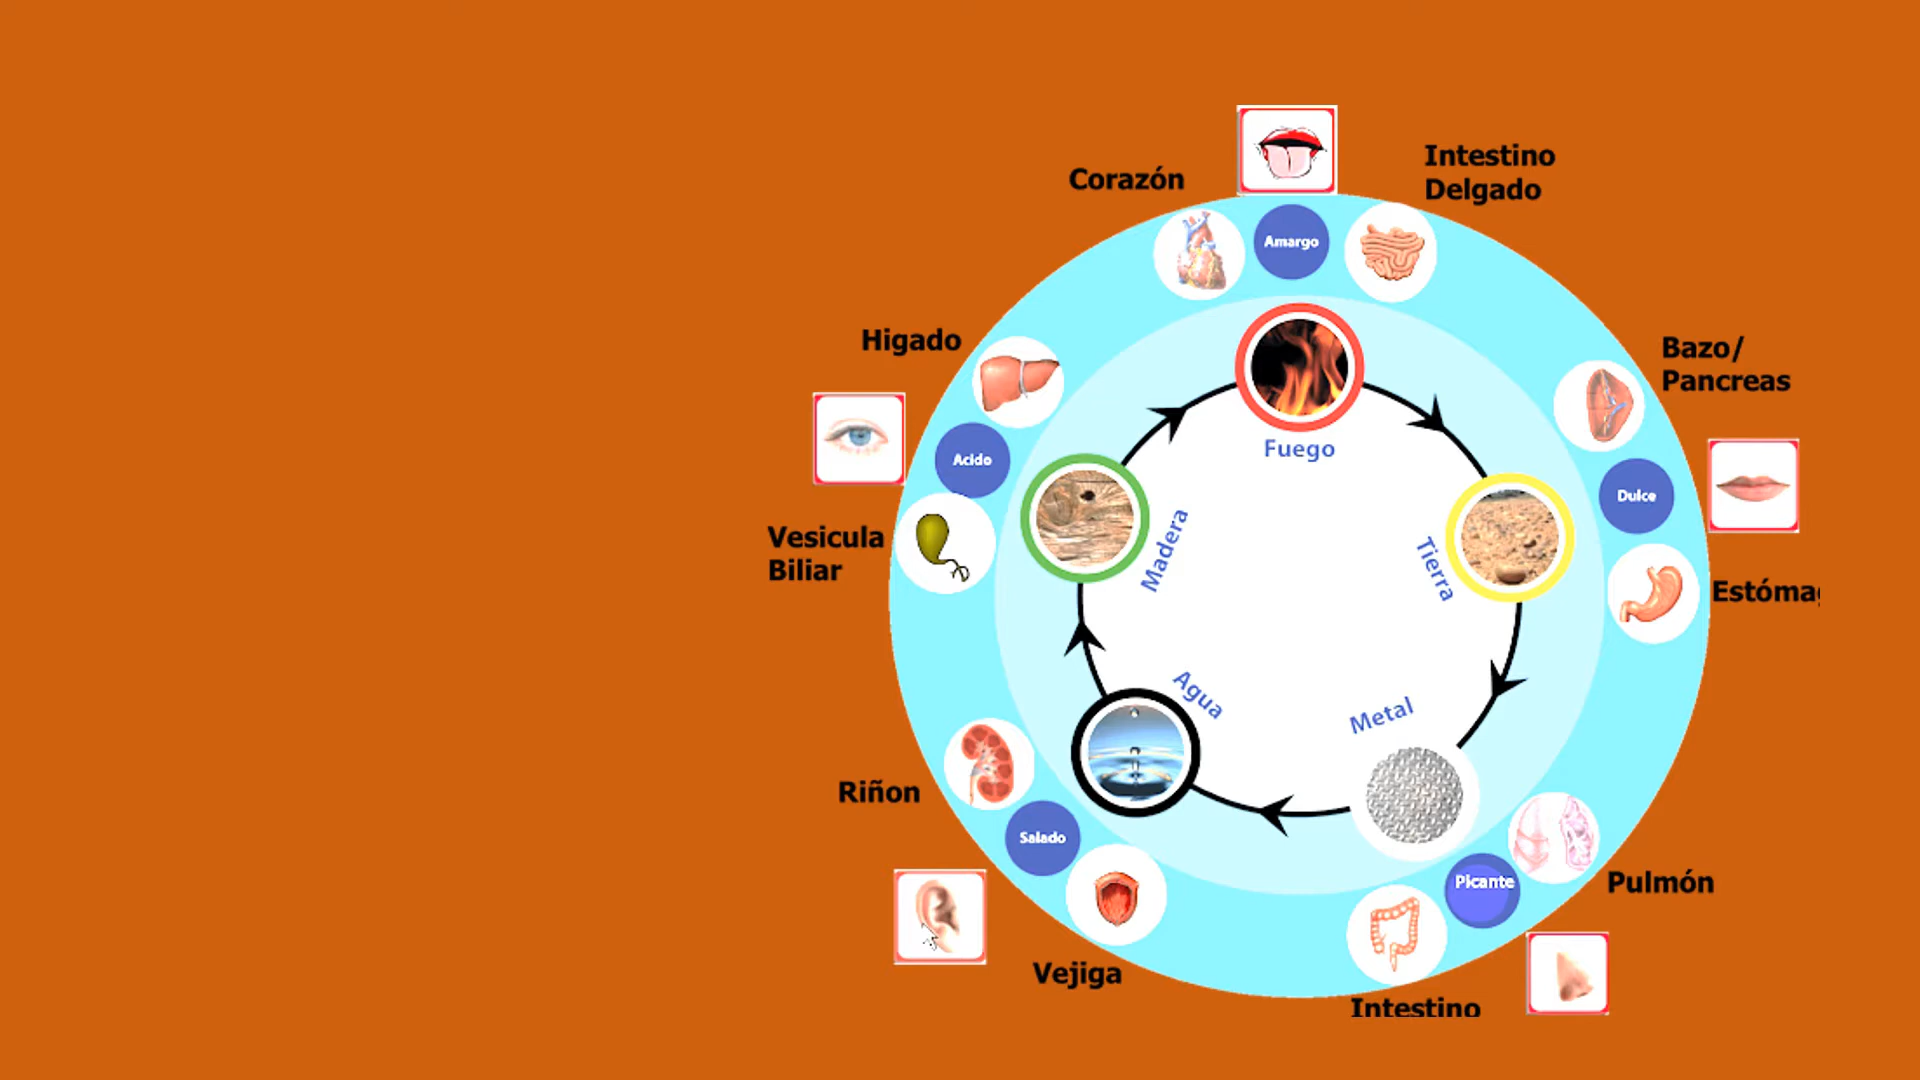 Corazón
Intestino
Delgado
Amargo
Higado
Bazo/
Pancreas
Fuego
Acido
Dulce
Vesicula
Biliar
Madera
Tierra
Estóma
Agua
Metal
Riñon
Salado
Picante
Pulmón
Vejiga
Intestino